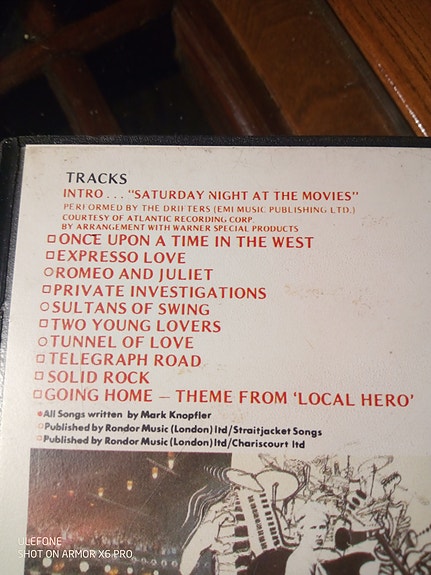 TRACKS
INTRO . . . "SATURDAY NIGHT AT THE MOVIES"
PERFORMED BY THE DRIFTERS (EMI MUSIC PUBLISHING LTD.)
COURTESY OF ATLANTIC RECORDING CORP.
BY ARRANGEMENT WITH WARNER SPECIAL PRODUCTS
□ ONCE UPON A TIME IN THE WEST
□ EXPRESSO LOVE
○ ROMEO AND JULIET
□ PRIVATE INVESTIGATIONS
○ SULTANS OF SWING
□ TWO YOUNG LOVERS
○ TUNNEL OF LOVE
□ TELEGRAPH ROAD
□ SOLID ROCK
□ GOING HOME – THEME FROM 'LOCAL HERO'
*All Songs written by Mark Knopfler
○ Published by Rondor Music (London) ltd/Straitjacket Songs
□ Published by Rondor Music (London) ltd/Chariscourt ltd
ULEFONE
SHOT ON ARMOR X6 PRO